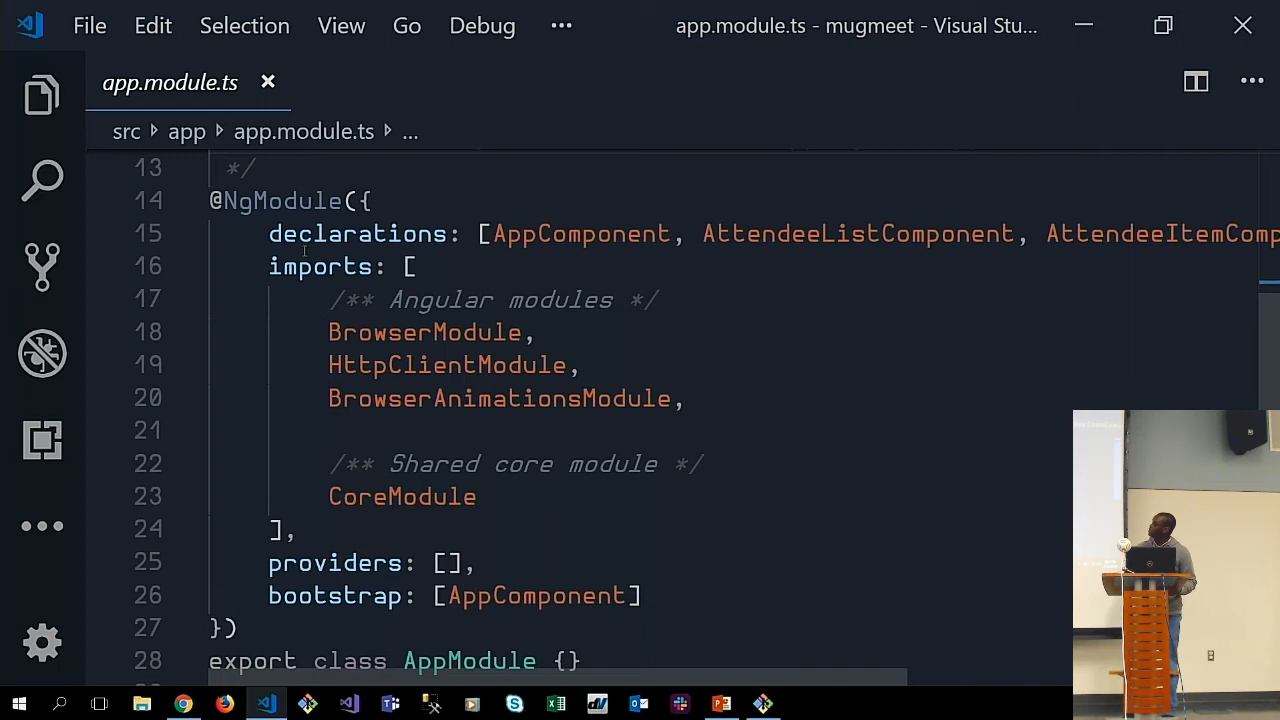 File Edit Selection View Go Debug ··· app.module.ts - mugmeet - Visual Stu...
app.module.ts ×
src app app.module.ts ...
13 */
14 @NgModule({
15 declarations: [AppComponent, AttendeeListComponent, AttendeeItemComp
16 imports: [
17 /** Angular modules */
18 BrowserModule,
19 HttpClientModule,
20 BrowserAnimationsModule,
21
22 /** Shared core module */
23 CoreModule
24 ],
25 providers: [],
26 bootstrap: [AppComponent]
27 })
28 export class AppModule {}